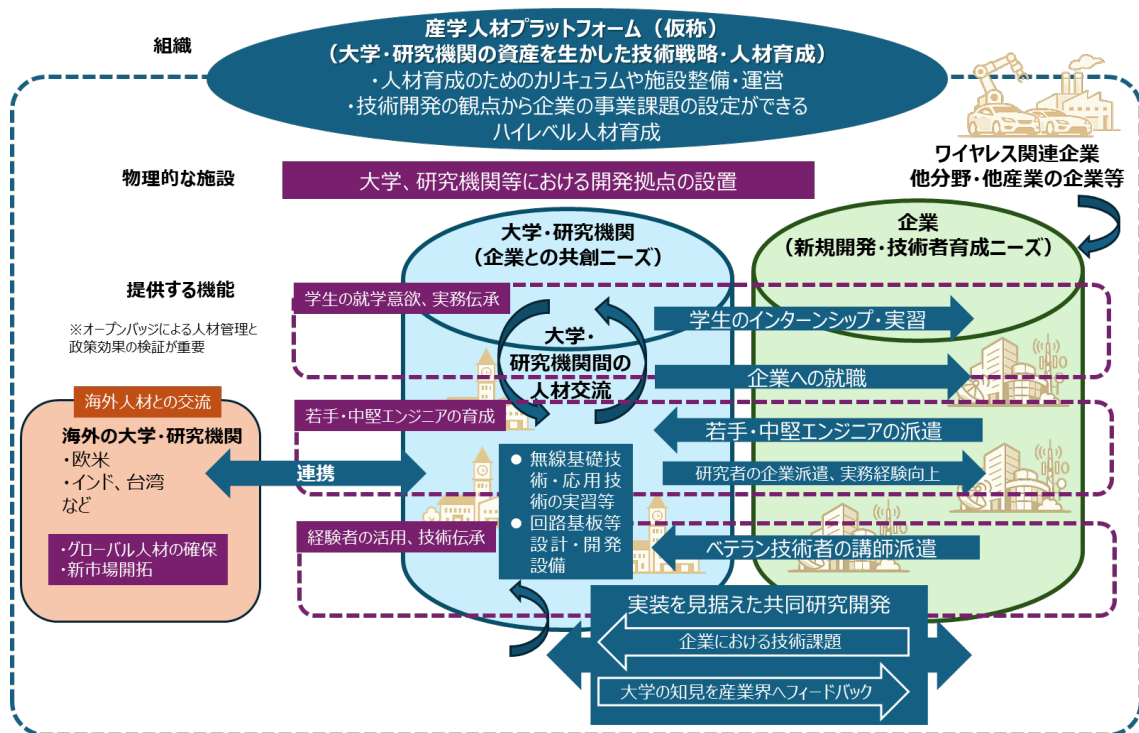 組織
産学人材プラットフォーム（仮称）
（大学・研究機関の資産を生かした技術戦略・人材育成）
・人材育成のためのカリキュラムや施設整備・運営
・技術開発の観点から企業の事業課題の設定ができる
ハイレベル人材育成
ワイヤレス関連企業
他分野・他産業の企業等
物理的な施設
大学、研究機関等における開発拠点の設置
大学・研究機関
（企業との共創ニーズ）
企業
（新規開発・技術者育成ニーズ）
提供する機能
※オープンバッジによる人材管理と
政策効果の検証が重要
学生の就学意欲、実務伝承
大学・
研究機関間の
人材交流
学生のインターンシップ・実習
企業への就職
海外人材との交流
海外の大学・研究機関
・欧米
・インド、台湾
など
・グローバル人材の確保
・新市場開拓
連携
若手・中堅エンジニアの育成
若手・中堅エンジニアの派遣
研究者の企業派遣、実務経験向上
● 無線基礎技
術・応用技
術の実習等
● 回路基板等
設計・開発
設備
経験者の活用、技術伝承
ベテラン技術者の講師派遣
実装を見据えた共同研究開発
企業における技術課題
大学の知見を産業界へフィードバック